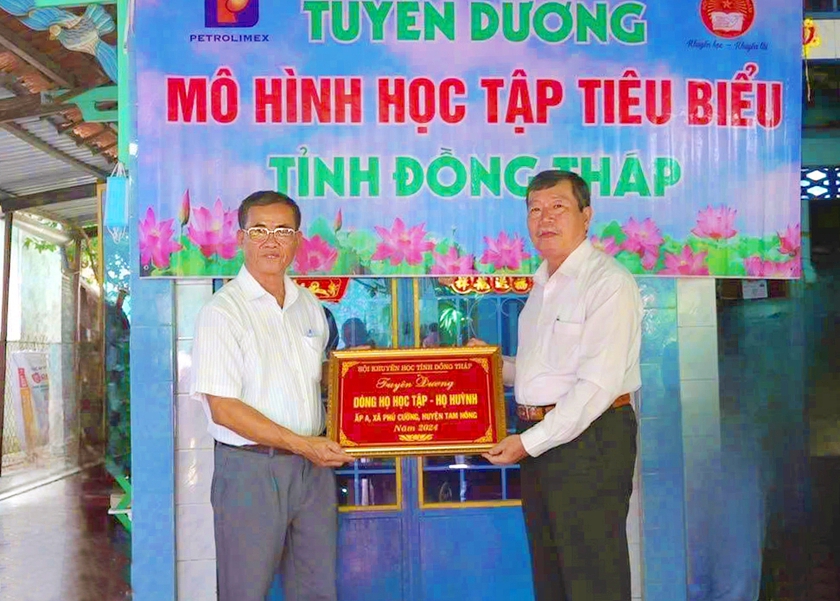 PETROLIMEX
TUYÊN DƯƠNG
Khuyến học - Khuyến tài
MÔ HÌNH HỌC TẬP TIÊU BIỂU
TỈNH ĐỒNG THÁP
HỘI KHUYẾN HỌC TỈNH ĐỒNG THÁP
Tuyên Dương
DÒNG HỌ HỌC TẬP - HỌ HUỲNH
ẤP A, XÃ PHÚ CƯỜNG, HUYỆN TAM NÔNG
Năm 2024